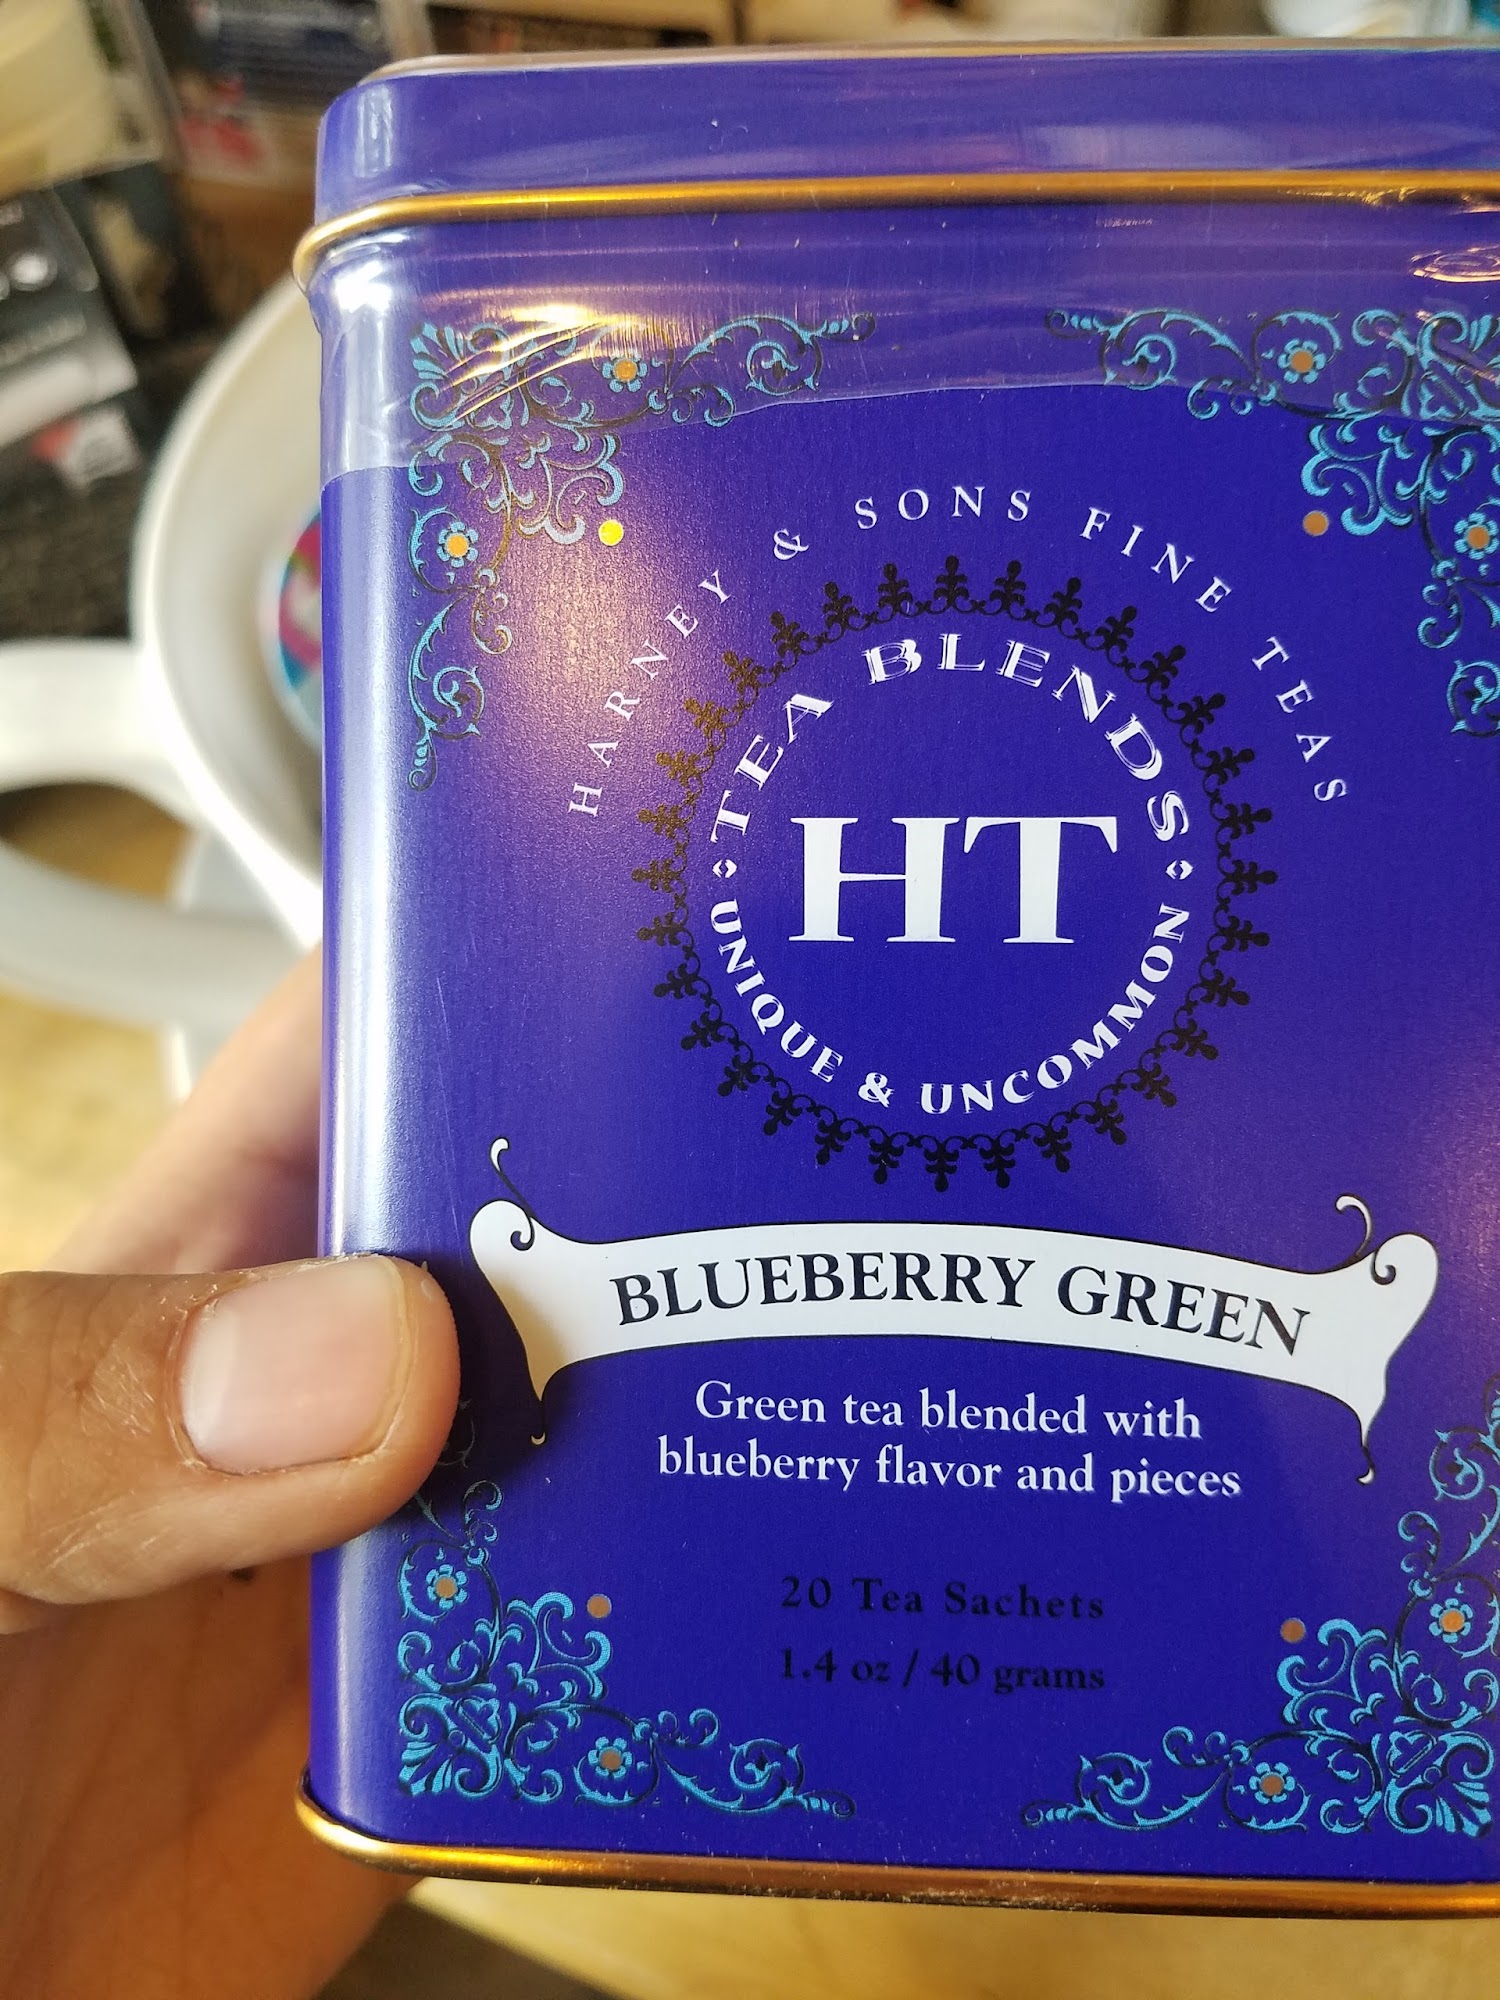 HARNEY & SONS FINE TEAS
TEA BLENDS
HT
UNIQUE & UNCOMMON
BLUEBERRY GREEN
Green tea blended with
blueberry flavor and pieces
20 Tea Sachets
1.4 oz / 40 grams